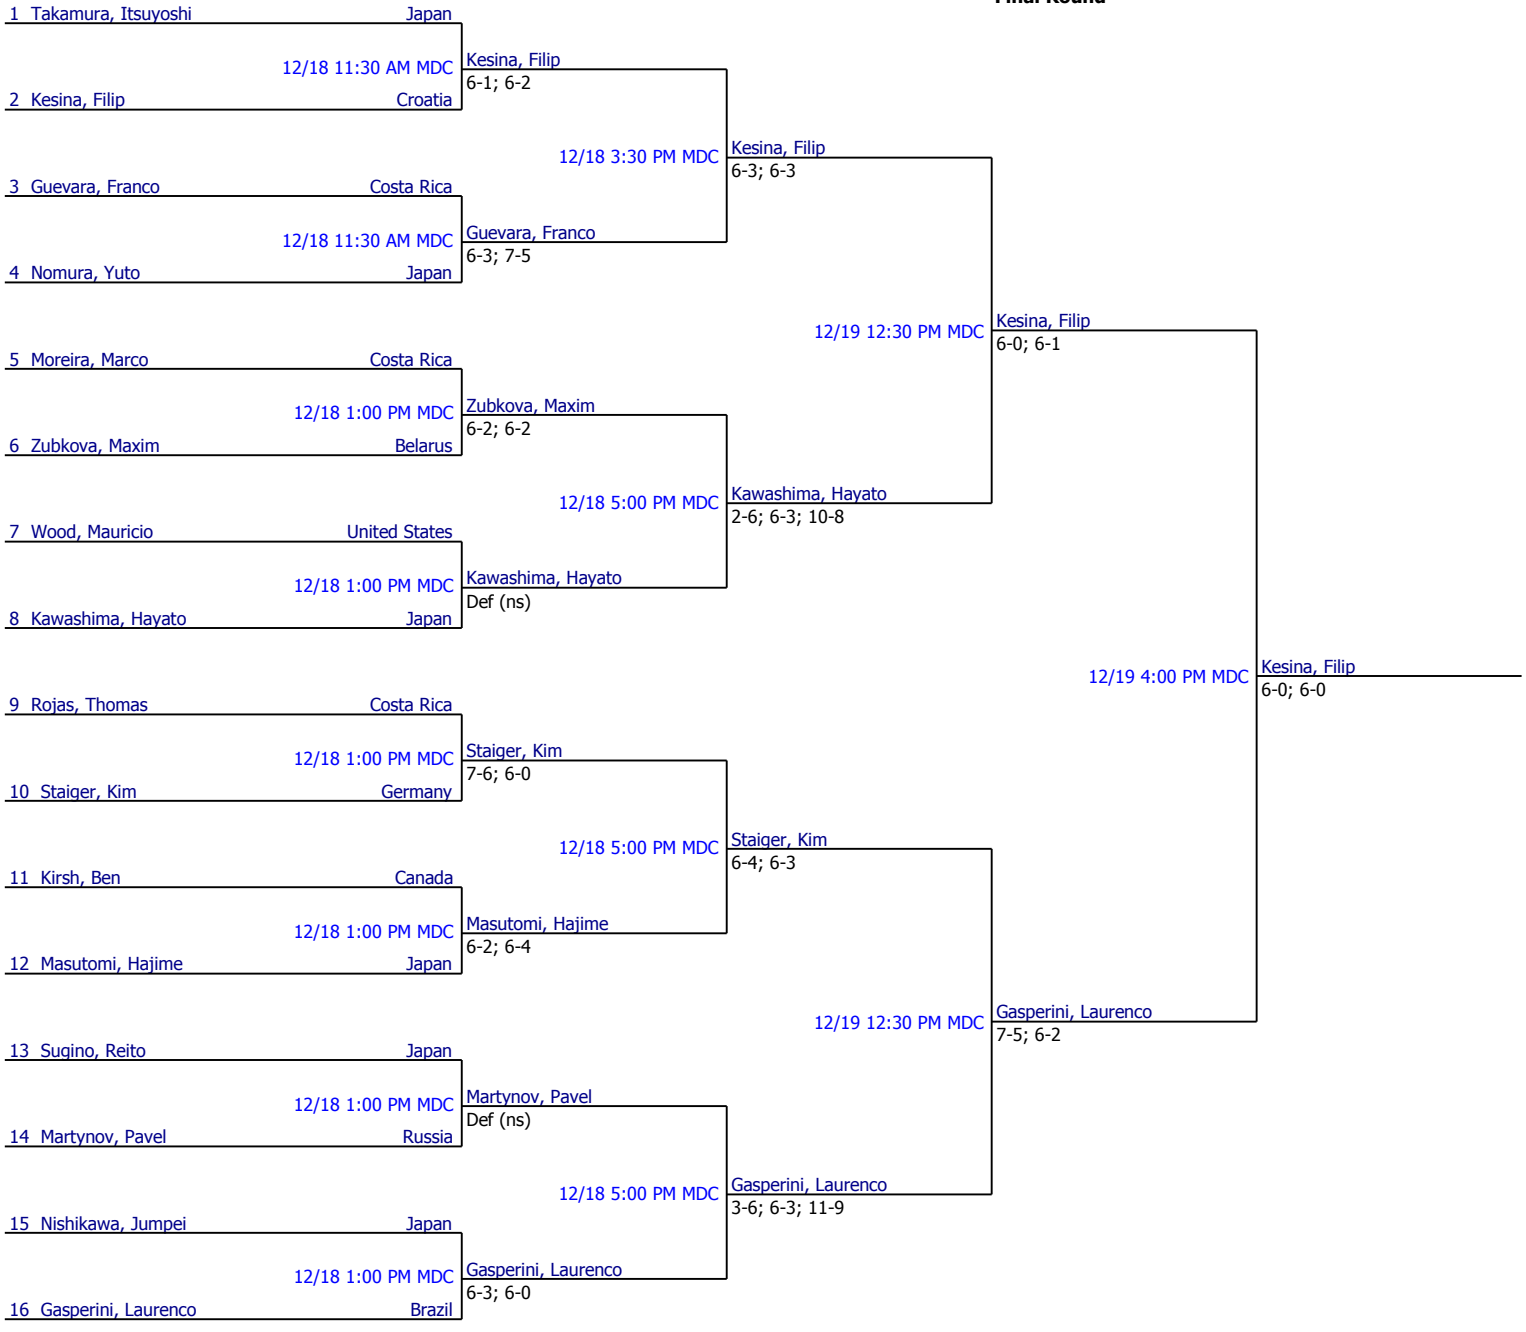 Final Round
1 Takamura, Itsuyoshi Japan
12/18 11:30 AM MDC Kesina, Filip
6-1; 6-2
2 Kesina, Filip Croatia
12/18 3:30 PM MDC Kesina, Filip
6-3; 6-3
3 Guevara, Franco Costa Rica
12/18 11:30 AM MDC Guevara, Franco
6-3; 7-5
4 Nomura, Yuto Japan
12/19 12:30 PM MDC Kesina, Filip
6-0; 6-1
5 Moreira, Marco Costa Rica
12/18 1:00 PM MDC Zubkova, Maxim
6-2; 6-2
6 Zubkova, Maxim Belarus
12/18 5:00 PM MDC Kawashima, Hayato
2-6; 6-3; 10-8
7 Wood, Mauricio United States
12/18 1:00 PM MDC Kawashima, Hayato
Def (ns)
8 Kawashima, Hayato Japan
12/19 4:00 PM MDC Kesina, Filip
6-0; 6-0
9 Rojas, Thomas Costa Rica
12/18 1:00 PM MDC Staiger, Kim
7-6; 6-0
10 Staiger, Kim Germany
12/18 5:00 PM MDC Staiger, Kim
6-4; 6-3
11 Kirsh, Ben Canada
12/18 1:00 PM MDC Masutomi, Hajime
6-2; 6-4
12 Masutomi, Hajime Japan
12/19 12:30 PM MDC Gasperini, Laurenco
7-5; 6-2
13 Sugino, Reito Japan
12/18 1:00 PM MDC Martynov, Pavel
Def (ns)
14 Martynov, Pavel Russia
12/18 5:00 PM MDC Gasperini, Laurenco
3-6; 6-3; 11-9
15 Nishikawa, Jumpei Japan
12/18 1:00 PM MDC Gasperini, Laurenco
6-3; 6-0
16 Gasperini, Laurenco Brazil